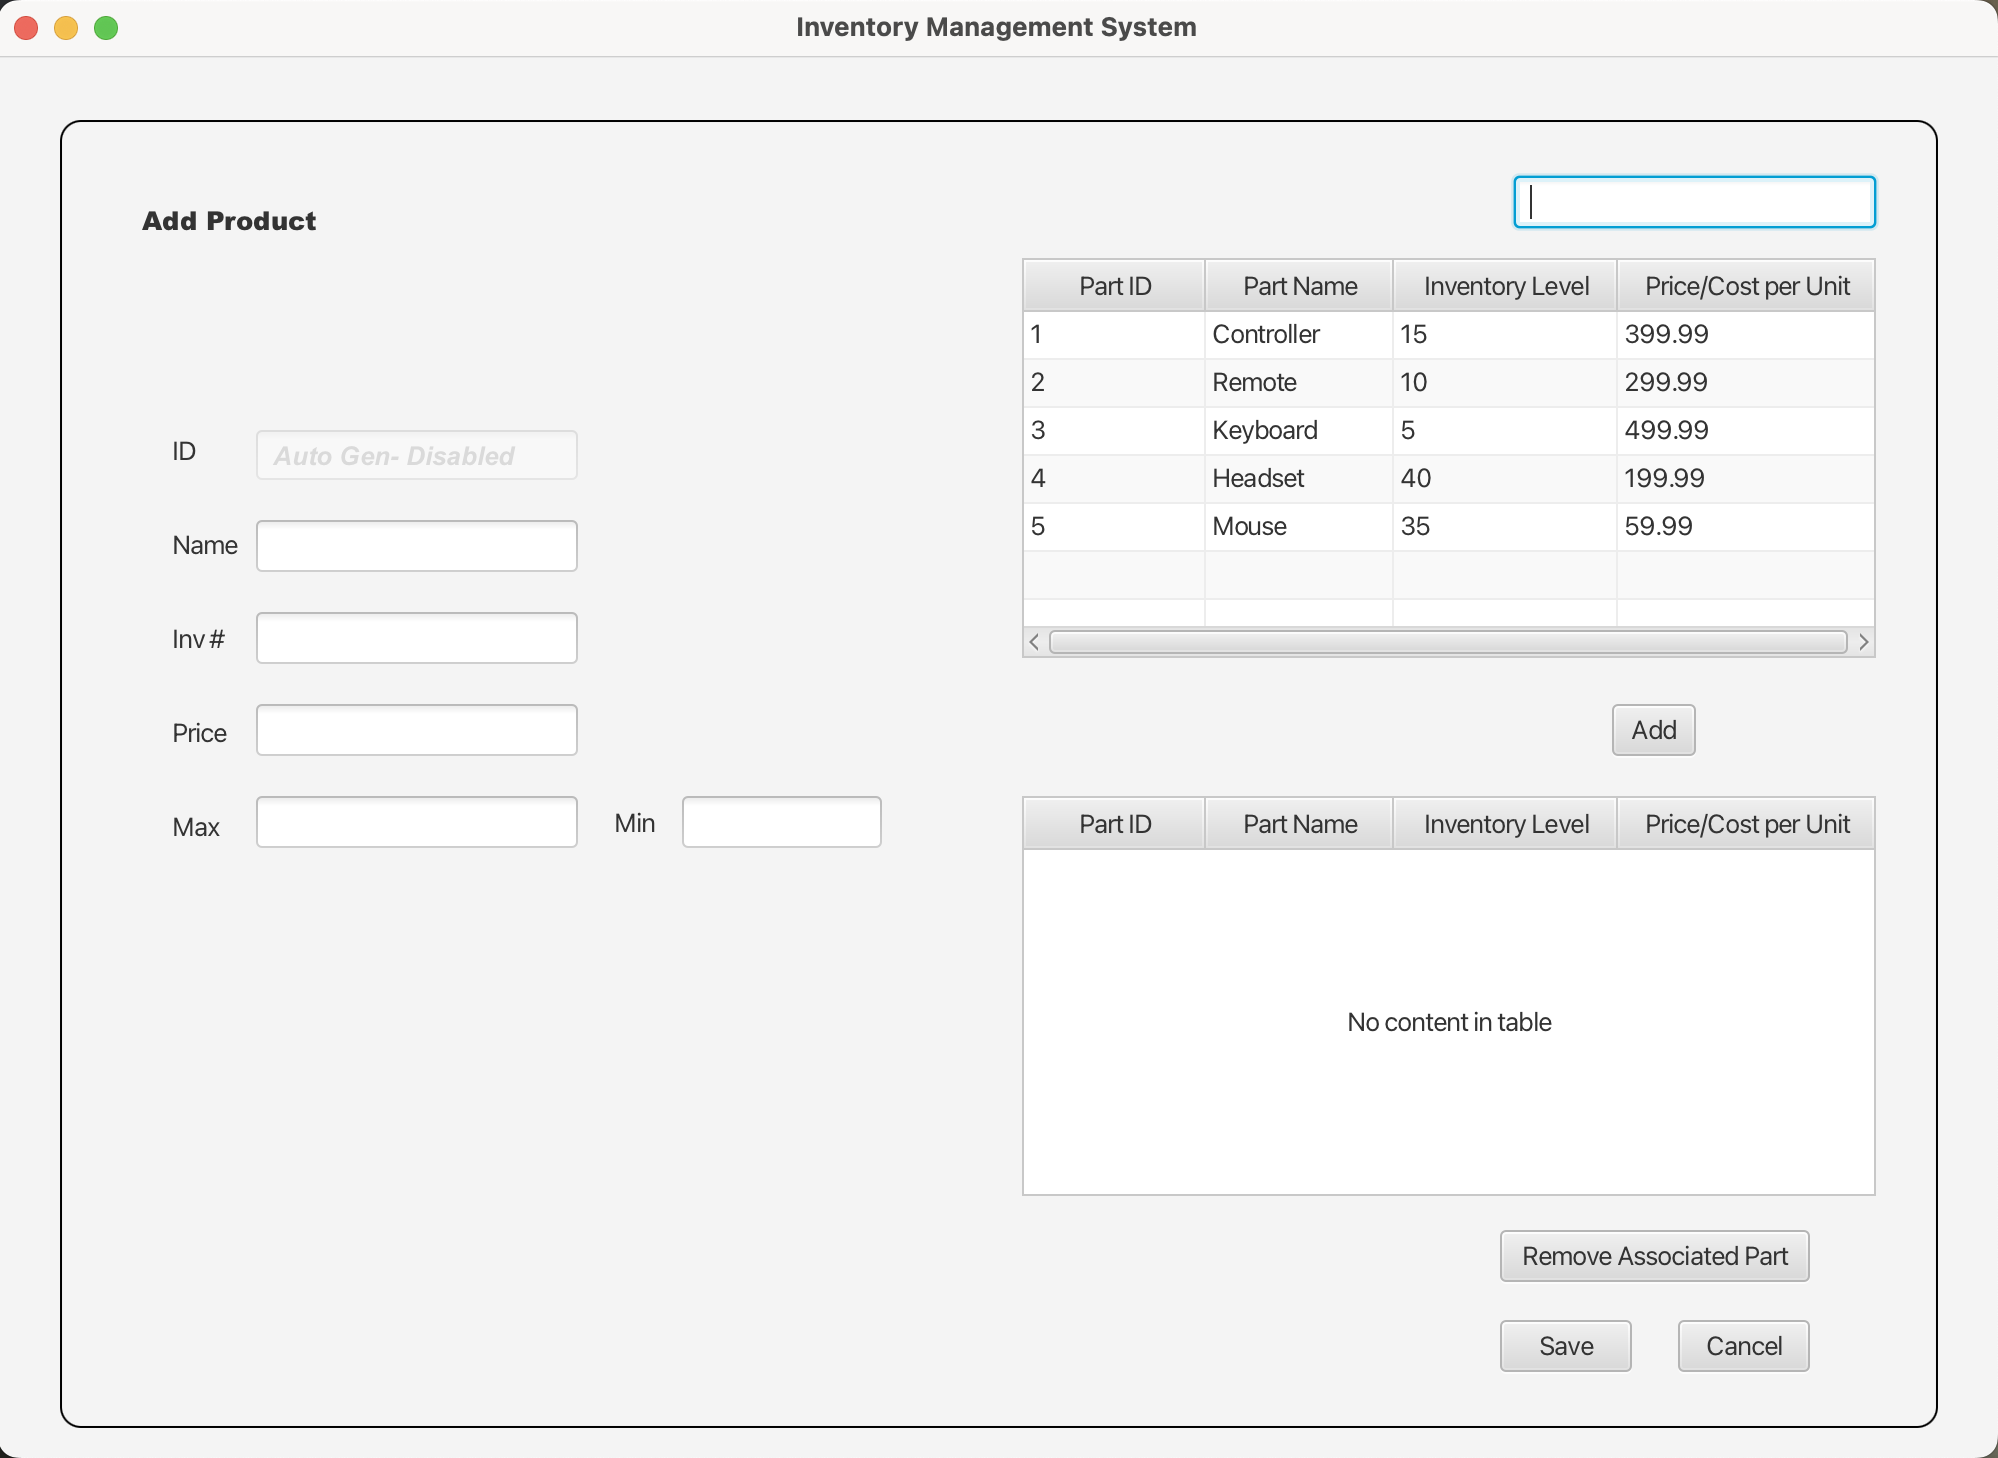 Inventory Management System
Add Product
ID Auto Gen- Disabled
Name
Inv #
Price
Max Min
Part ID Part Name Inventory Level Price/Cost per Unit
1 Controller 15 399.99
2 Remote 10 299.99
3 Keyboard 5 499.99
4 Headset 40 199.99
5 Mouse 35 59.99
Add
Part ID Part Name Inventory Level Price/Cost per Unit
No content in table
Remove Associated Part
Save Cancel